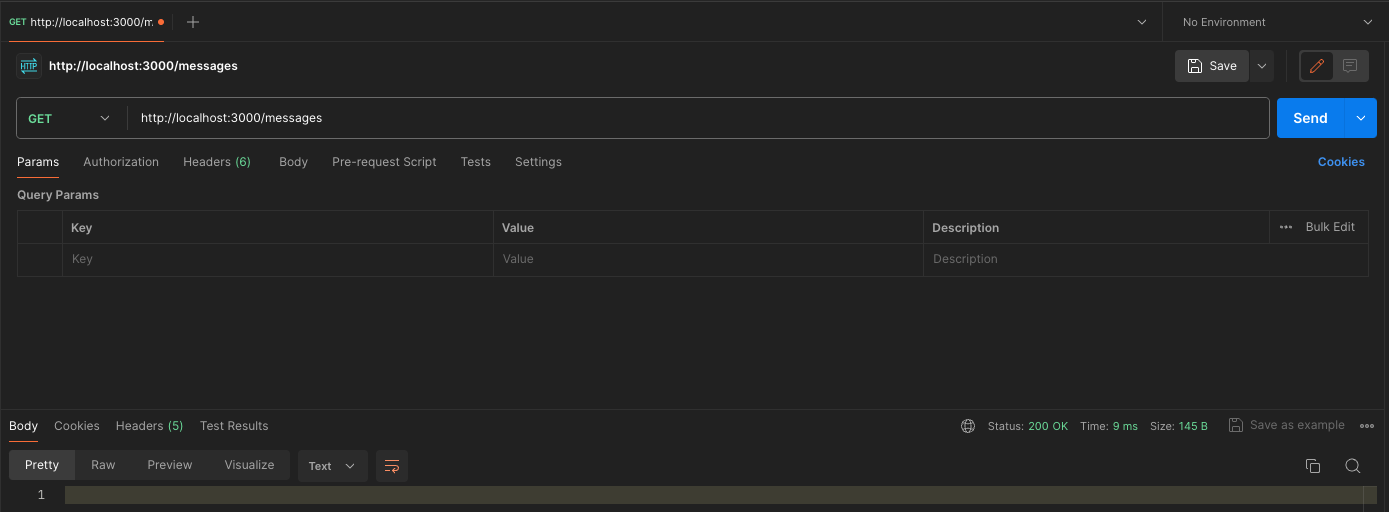 GET http://localhost:3000/m. No Environment
HTTP http://localhost:3000/messages Save
GET http://localhost:3000/messages Send
Params Authorization Headers (6) Body Pre-request Script Tests Settings Cookies
Query Params
Key Value Description Bulk Edit
Key Value Description
Body Cookies Headers (5) Test Results Status: 200 OK Time: 9 ms Size: 145 B Save as example
Pretty Raw Preview Visualize Text
1